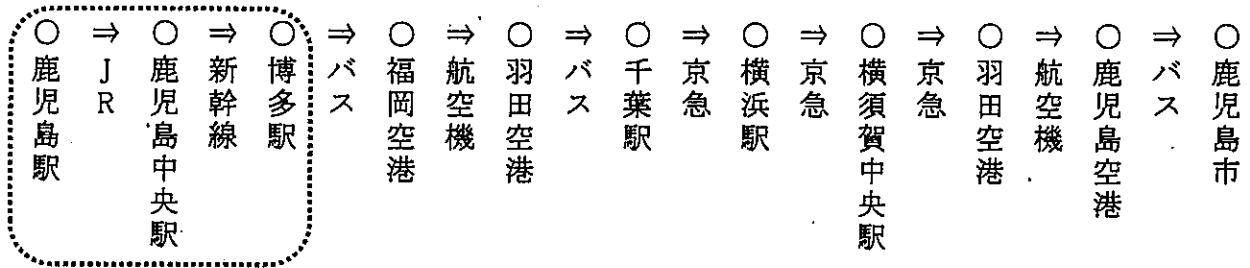 ○鹿児島駅
⇒JR
○鹿児島中央駅
⇒新幹線
○博多駅
⇒バス
○福岡空港
⇒航空機
○羽田空港
⇒バス
○千葉駅
⇒京急
○横浜駅
⇒京急
○横須賀中央駅
⇒京急
○羽田空港
⇒航空機
○鹿児島空港
⇒バス
○鹿児島市